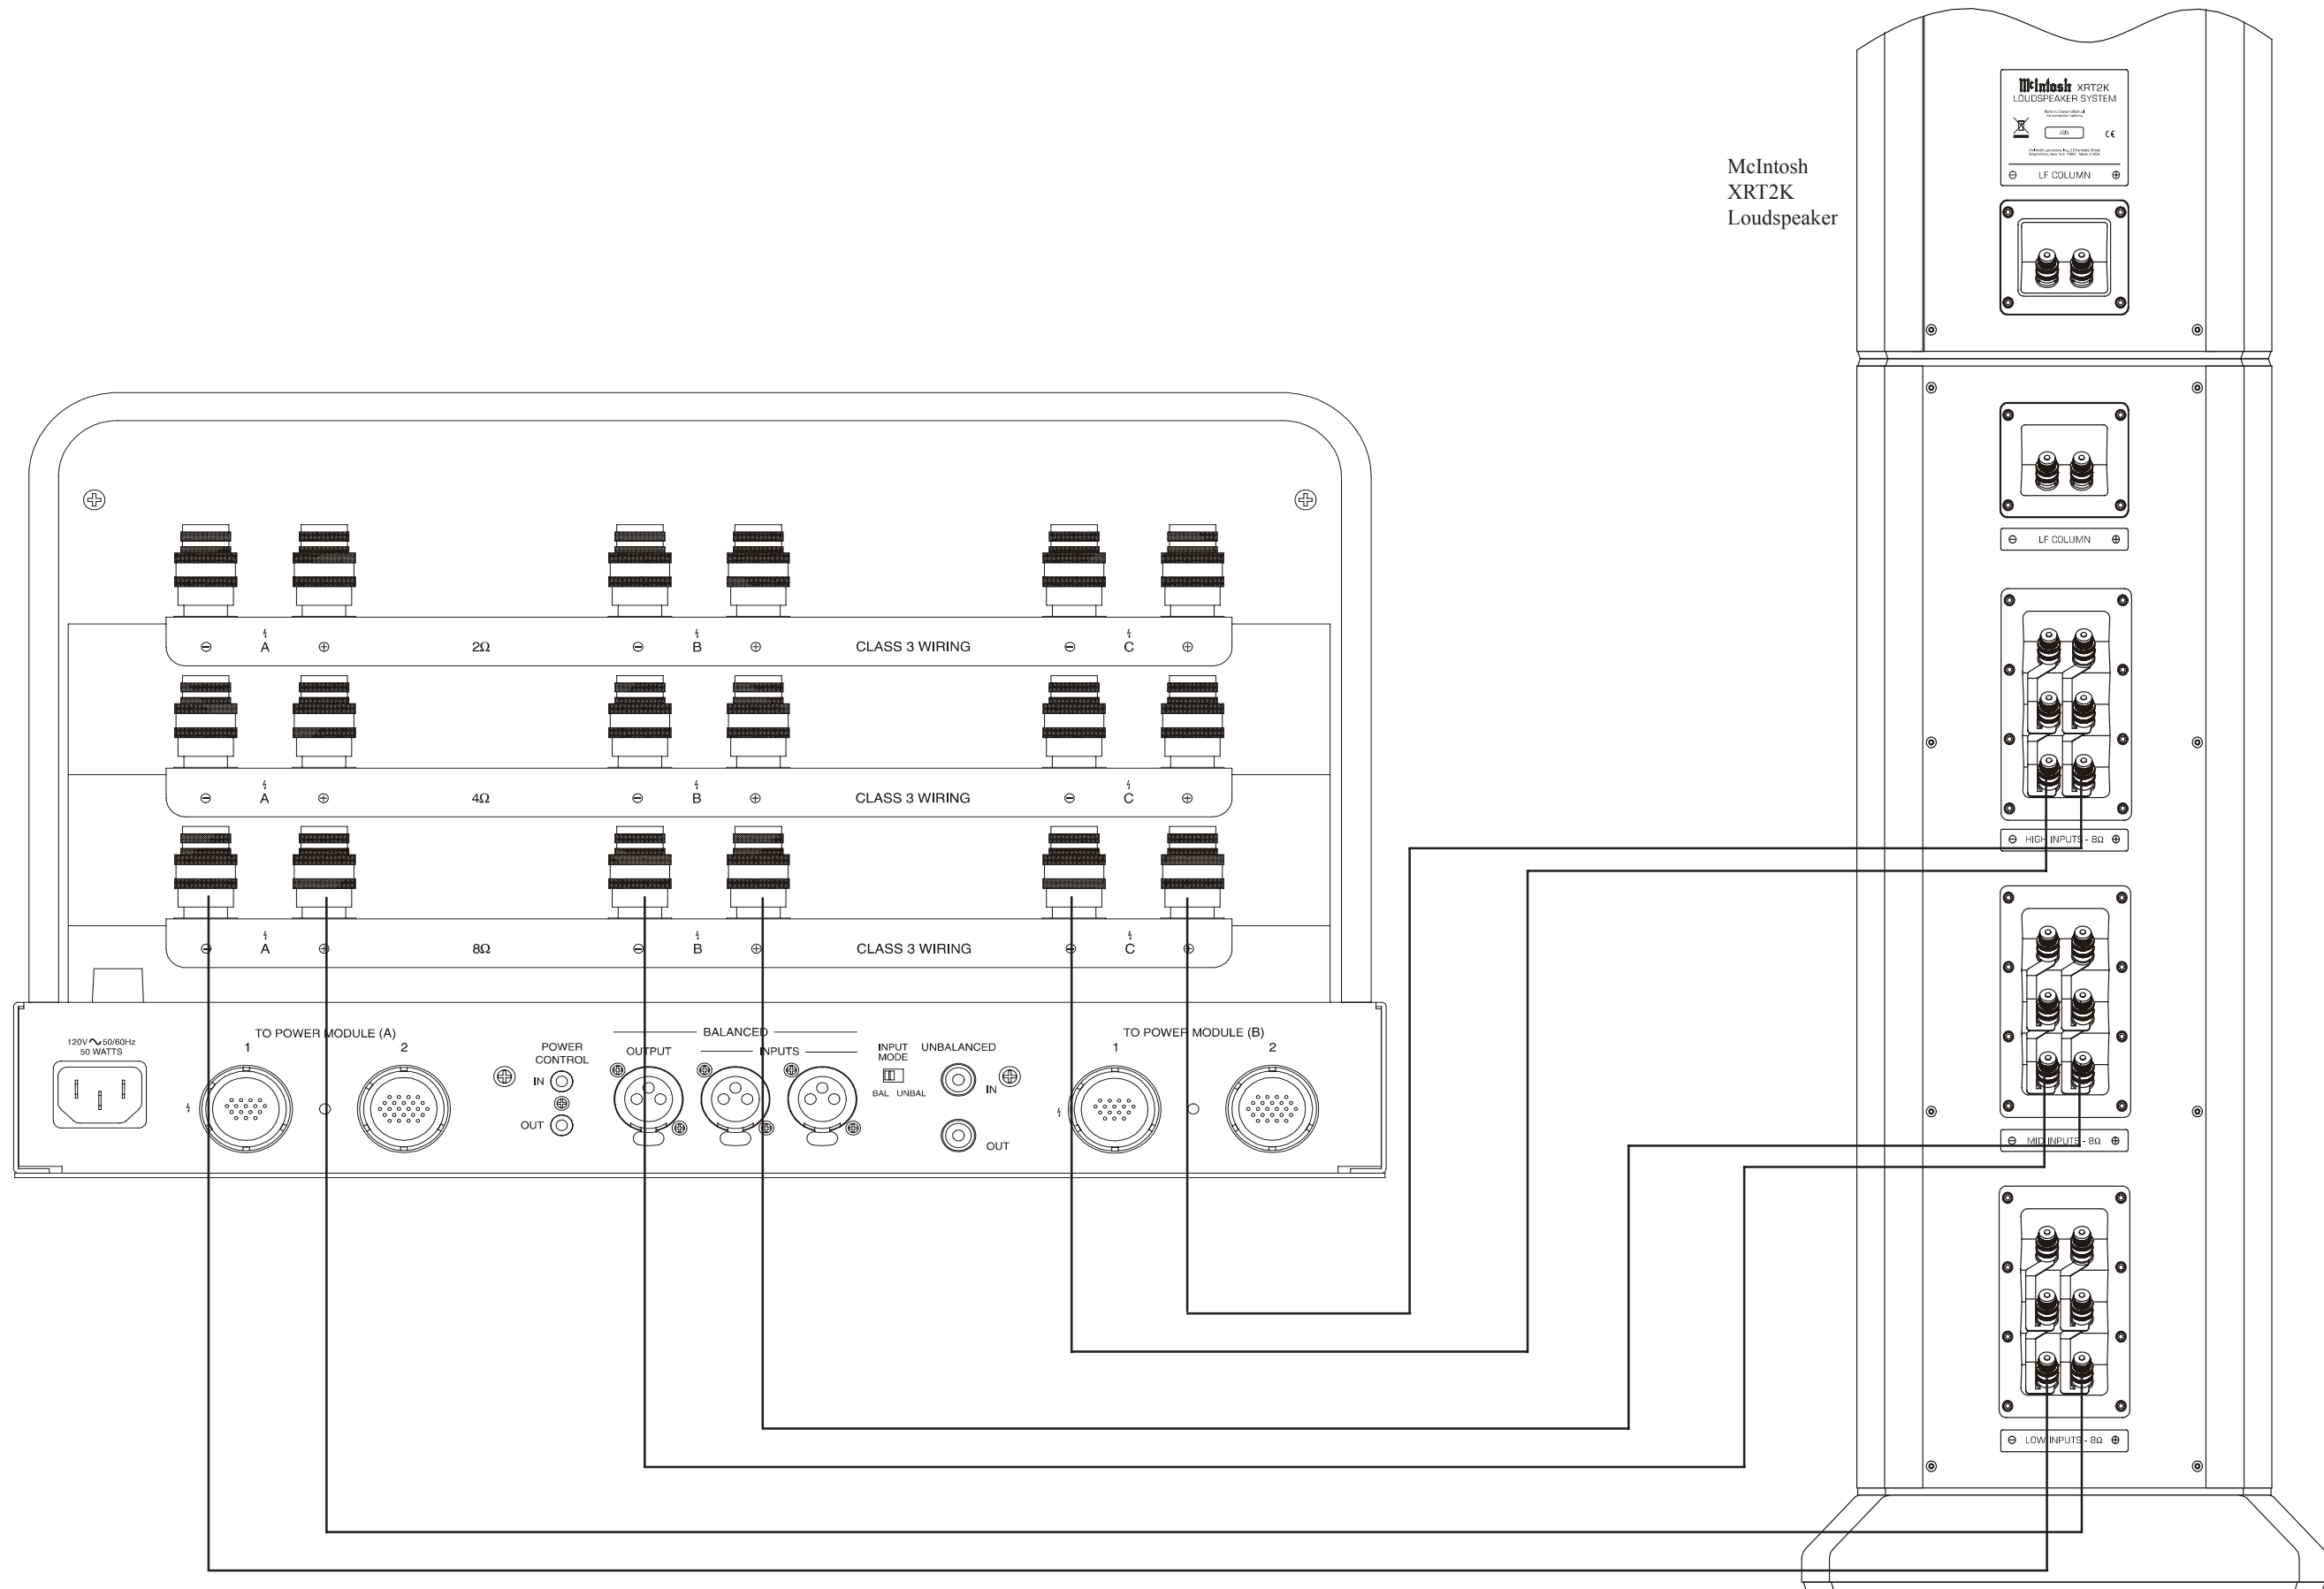 McIntosh XRT2K
LOUDSPEAKER SYSTEM
⊖ LF COLUMN ⊕
McIntosh
XRT2K
Loudspeaker
⊖ LF COLUMN ⊕
⊖ A ⊕ 2Ω ⊖ B ⊕ CLASS 3 WIRING ⊖ C ⊕
⊖ A ⊕ 4Ω ⊖ B ⊕ CLASS 3 WIRING ⊖ C ⊕
⊖ HIGH INPUTS - 8Ω ⊕
⊖ A ⊕ 8Ω ⊖ B ⊕ CLASS 3 WIRING ⊖ C ⊕
120V 50/60Hz
50 WATTS
TO POWER MODULE (A)
1 2
POWER
CONTROL
IN
OUT
BALANCED
OUTPUT INPUTS
INPUT
MODE
BAL UNBAL
UNBALANCED
IN
OUT
TO POWER MODULE (B)
1 2
⊖ MID INPUTS - 8Ω ⊕
⊖ LOW INPUTS - 8Ω ⊕